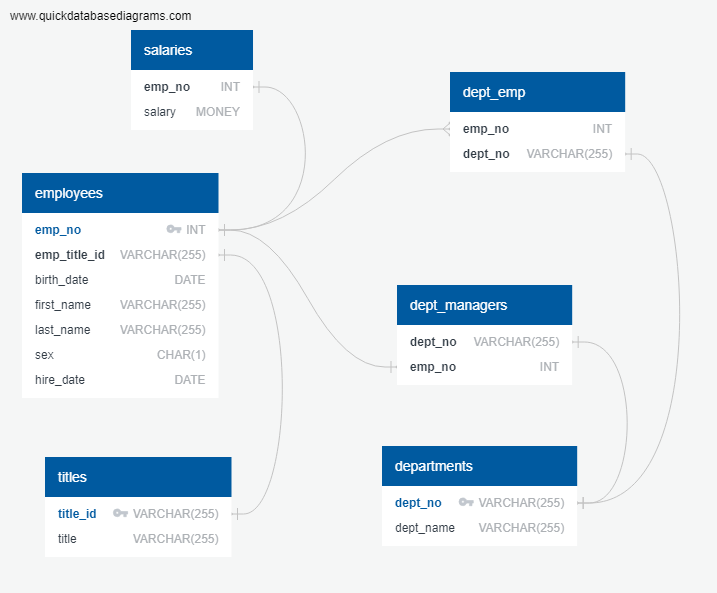 www.quickdatabasediagrams.com
salaries
emp_no INT
salary MONEY
dept_emp
emp_no INT
dept_no VARCHAR(255)
employees
emp_no INT
emp_title_id VARCHAR(255)
birth_date DATE
first_name VARCHAR(255)
last_name VARCHAR(255)
sex CHAR(1)
hire_date DATE
dept_managers
dept_no VARCHAR(255)
emp_no INT
titles
title_id VARCHAR(255)
title VARCHAR(255)
departments
dept_no VARCHAR(255)
dept_name VARCHAR(255)